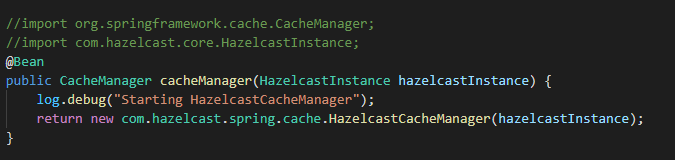 //import org.springframework.cache.CacheManager;
//import com.hazelcast.core.HazelcastInstance;
@Bean
public CacheManager cacheManager(HazelcastInstance hazelcastInstance) {
    log.debug("Starting HazelcastCacheManager");
    return new com.hazelcast.spring.cache.HazelcastCacheManager(hazelcastInstance);
}